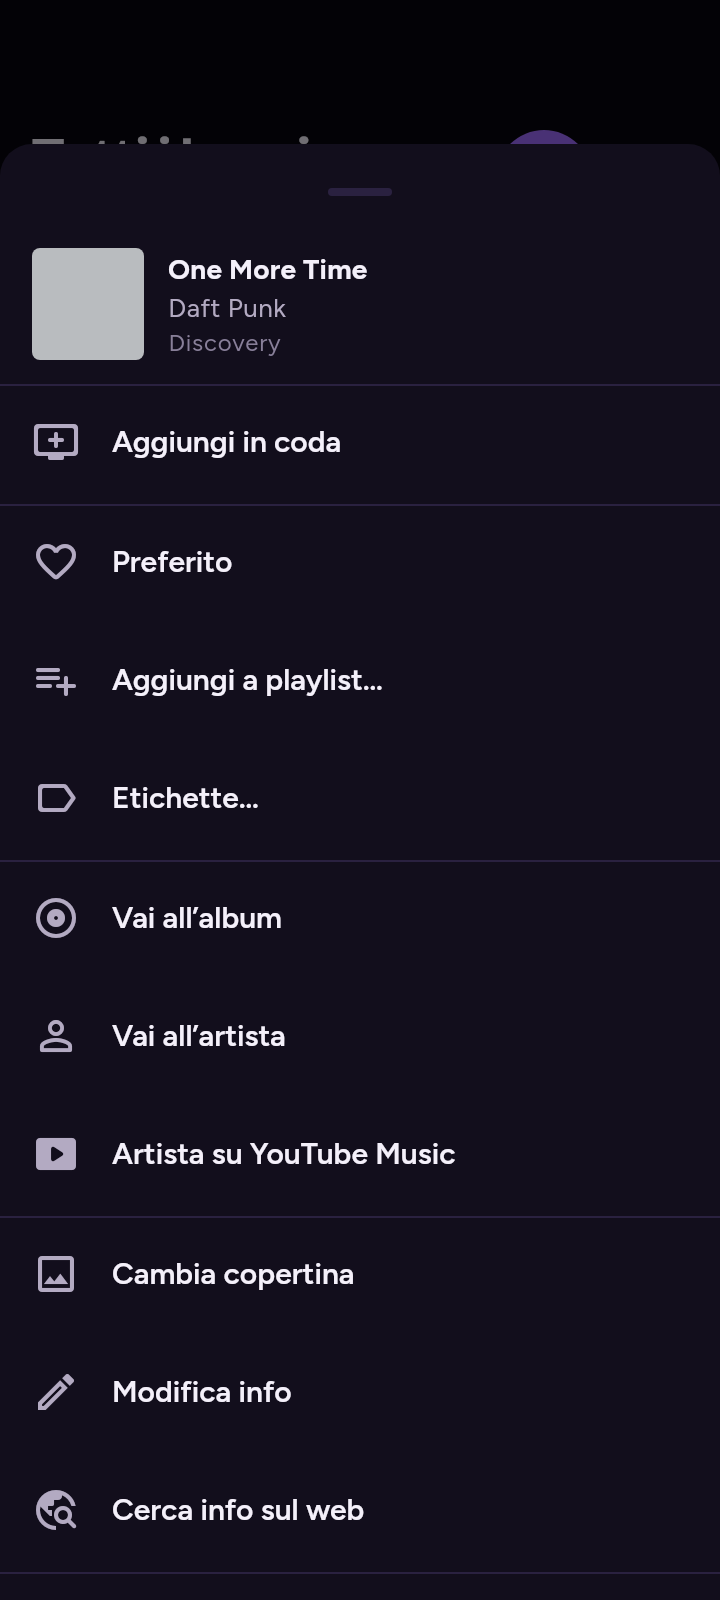 One More Time
Daft Punk
Discovery
Aggiungi in coda
Preferito
Aggiungi a playlist...
Etichette...
Vai all’album
Vai all’artista
Artista su YouTube Music
Cambia copertina
Modifica info
Cerca info sul web